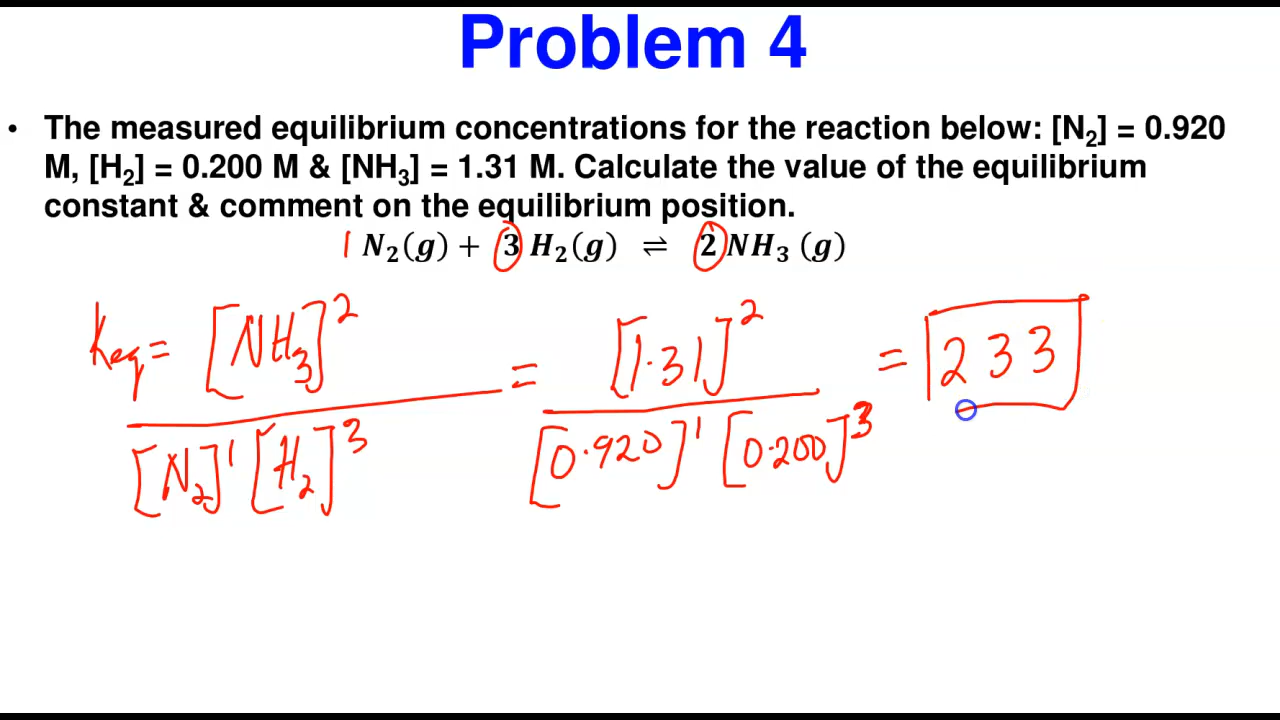 Problem 4
• The measured equilibrium concentrations for the reaction below: [N₂] = 0.920
M, [H₂] = 0.200 M & [NH₃] = 1.31 M. Calculate the value of the equilibrium
constant & comment on the equilibrium position.
1 N₂(g) + 3 H₂(g) ⇌ 2 NH₃ (g)
Keq = [NH₃]² / [N₂]¹ [H₂]³ = [1.31]² / [0.920]¹ [0.200]³ = 233